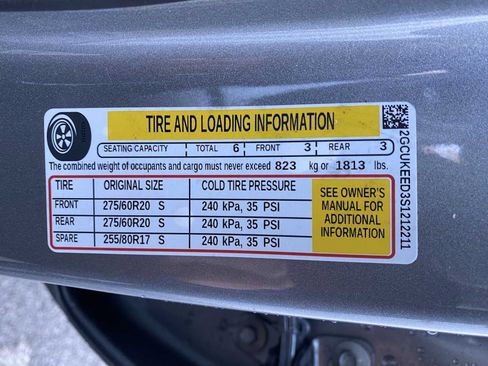 TIRE AND LOADING INFORMATION
SEATING CAPACITY TOTAL 6 FRONT 3 REAR 3
The combined weight of occupants and cargo must never exceed 823 kg or 1813 lbs.
TIRE ORIGINAL SIZE COLD TIRE PRESSURE
FRONT 275/60R20 S 240 kPa, 35 PSI
REAR 275/60R20 S 240 kPa, 35 PSI
SPARE 255/80R17 S 240 kPa, 35 PSI
SEE OWNER'S
MANUAL FOR
ADDITIONAL
INFORMATION
2GCUKEED3S1212211